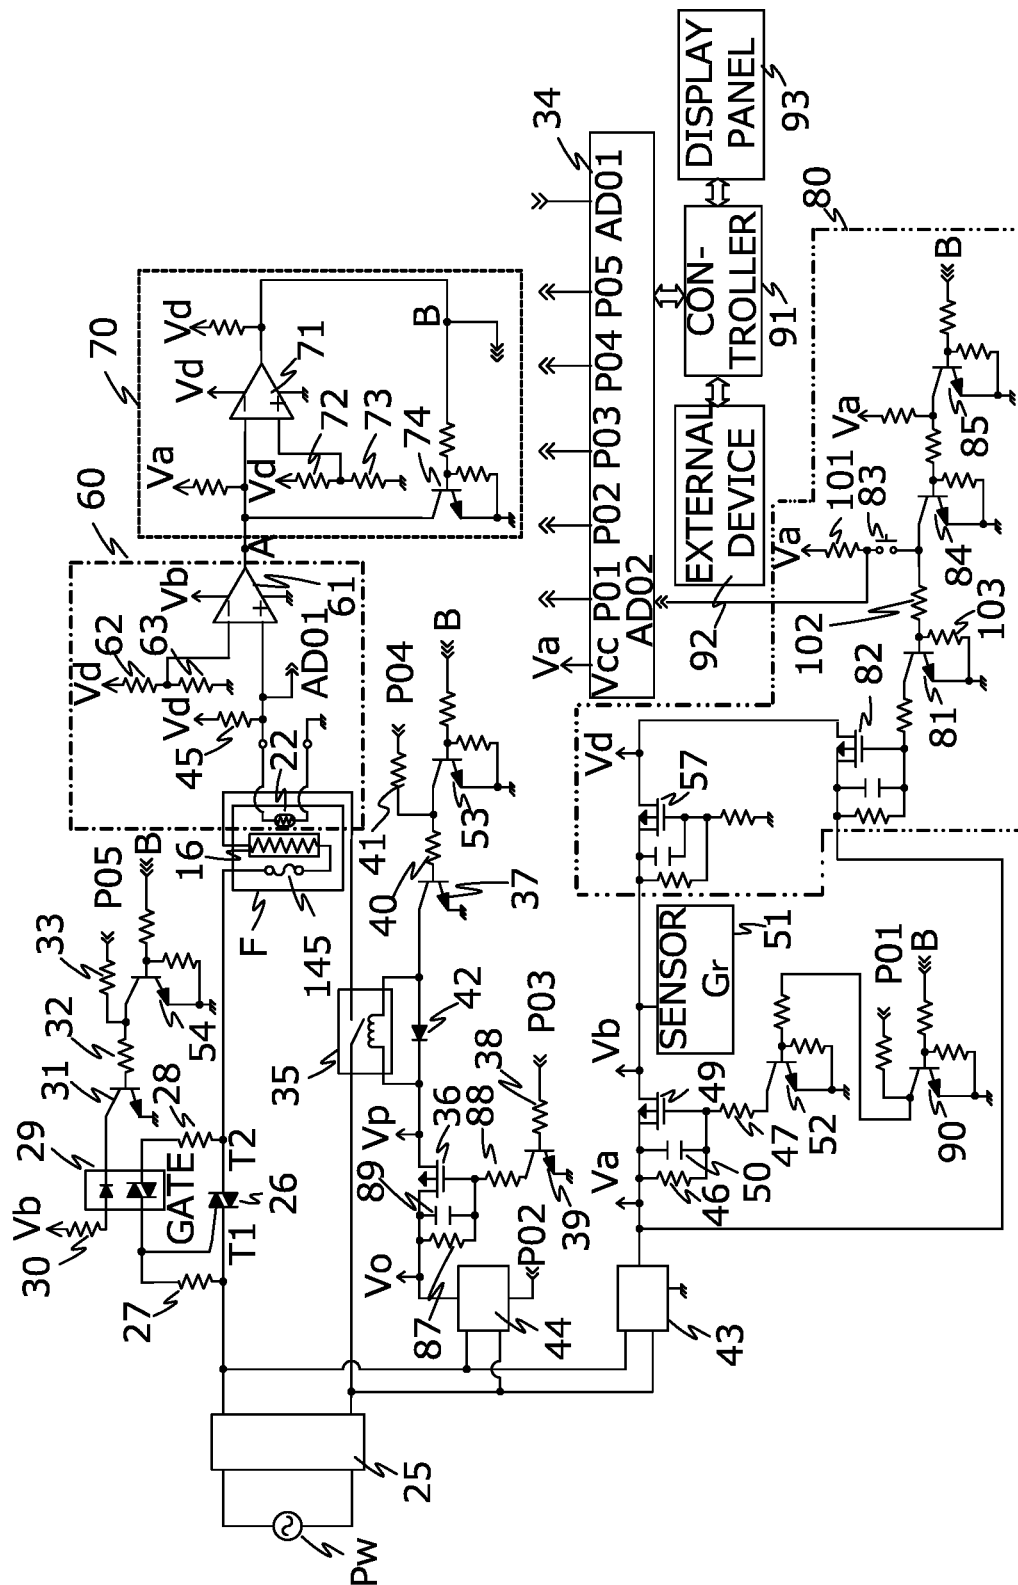 Pw
25
Vb
30
29
31
32
33
P05
B
54
28
GATE
27
T1
T2
26
F
16
145
22
45
Vd
62
63
Vd
Vb
61
AD01
60
A
70
Va
Vd
Vd
Vd
71
72
73
74
B
35
Vp
Vo
89
36
88
38
P03
39
P02
87
44
42
40
41
P04
B
53
37
43
Va
46
50
47
49
52
Vb
SENSOR
Gr
51
P01
B
90
Vd
57
82
81
102
103
84
85
101
83
Va
Va
B
80
34
Va
Vcc P01 P02 P03 P04 P05 AD01
AD02
EXTERNAL
DEVICE
92
CON-
TROLLER
91
DISPLAY
PANEL
93